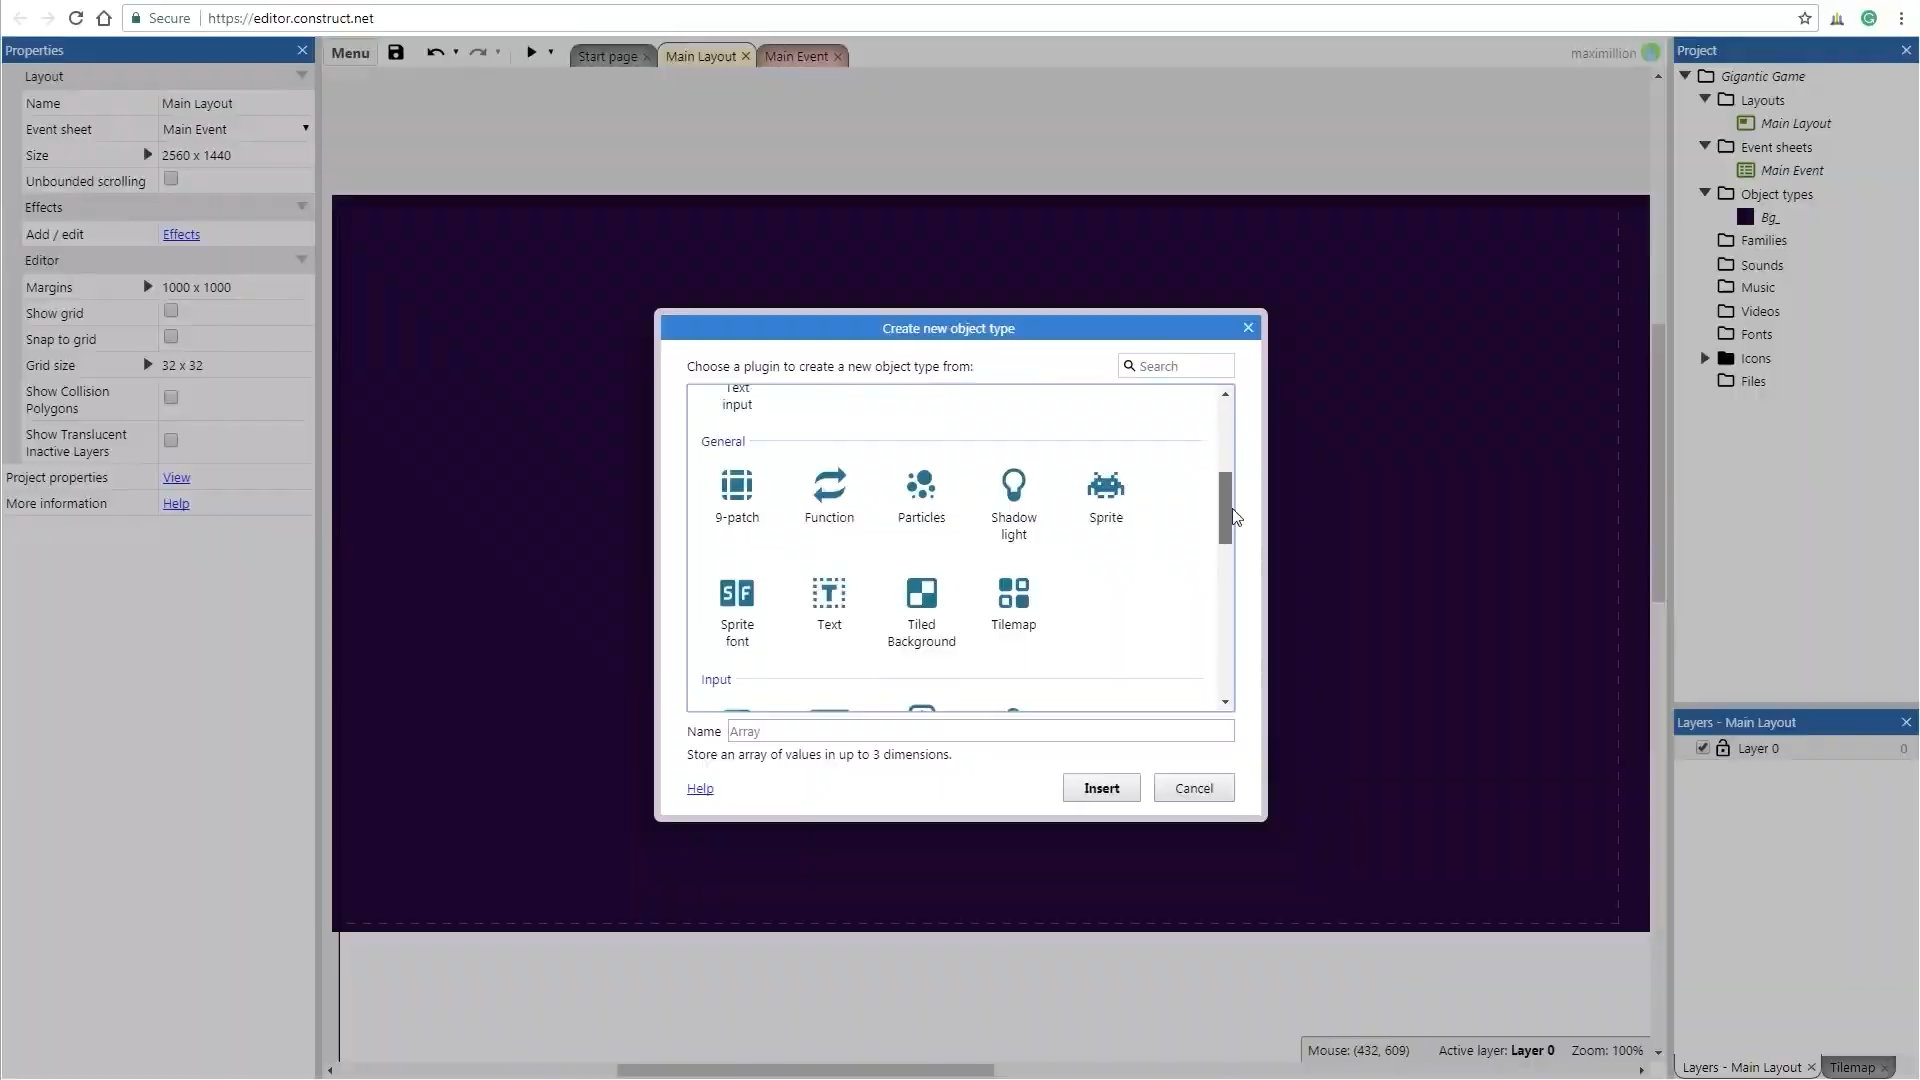 Secure https://editor.construct.net
Properties
Menu
Start page
Main Layout
Main Event
maximillion
Project
Layout
Name Main Layout
Event sheet Main Event
Size 2560 x 1440
Unbounded scrolling
Effects
Add / edit Effects
Editor
Margins 1000 x 1000
Show grid
Snap to grid
Grid size 32 x 32
Show Collision
Polygons
Show Translucent
Inactive Layers
Project properties View
More information Help
Create new object type
Choose a plugin to create a new object type from:
Search
Text
input
General
9-patch
Function
Particles
Shadow
light
Sprite
SF
Sprite
font
T
Text
Tiled
Background
Tilemap
Input
Name Array
Store an array of values in up to 3 dimensions.
Help
Insert
Cancel
Gigantic Game
Layouts
Main Layout
Event sheets
Main Event
Object types
Bg_
Families
Sounds
Music
Videos
Fonts
Icons
Files
Layers - Main Layout
Layer 0 0
Mouse: (432, 609) Active layer: Layer 0 Zoom: 100%
Layers - Main Layout
Tilemap